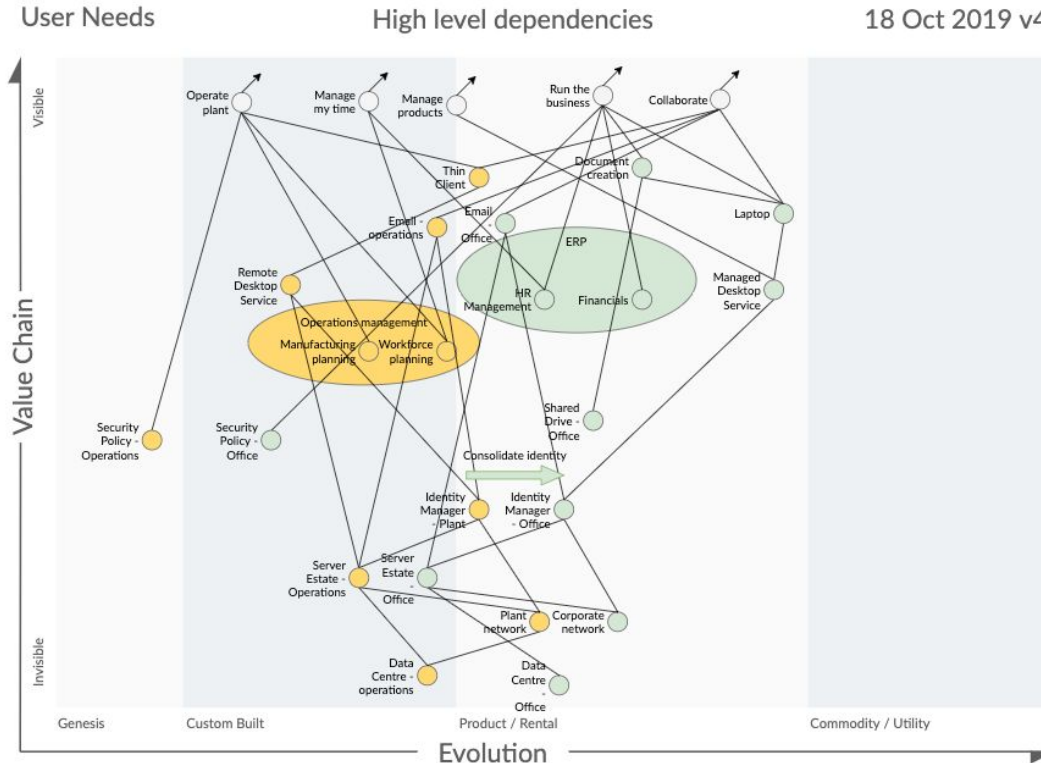 User Needs
High level dependencies
18 Oct 2019 v4
Visible
Value Chain
Invisible
Operate
plant
Manage
my time
Manage
products
Run the
business
Collaborate
Thin
Client
Document
creation
Laptop
Email -
operations
Email
-
Office
ERP
HR
Management
Financials
Managed
Desktop
Service
Remote
Desktop
Service
Operations management
Manufacturing
planning
Workforce
planning
Security
Policy -
Operations
Security
Policy -
Office
Shared
Drive -
Office
Consolidate identity
Identity
Manager
- Plant
Identity
Manager
- Office
Server
Estate -
Operations
Server
Estate
-
Office
Plant
network
Corporate
network
Data
Centre -
operations
Data
Centre
-
Office
Genesis
Custom Built
Product / Rental
Commodity / Utility
Evolution